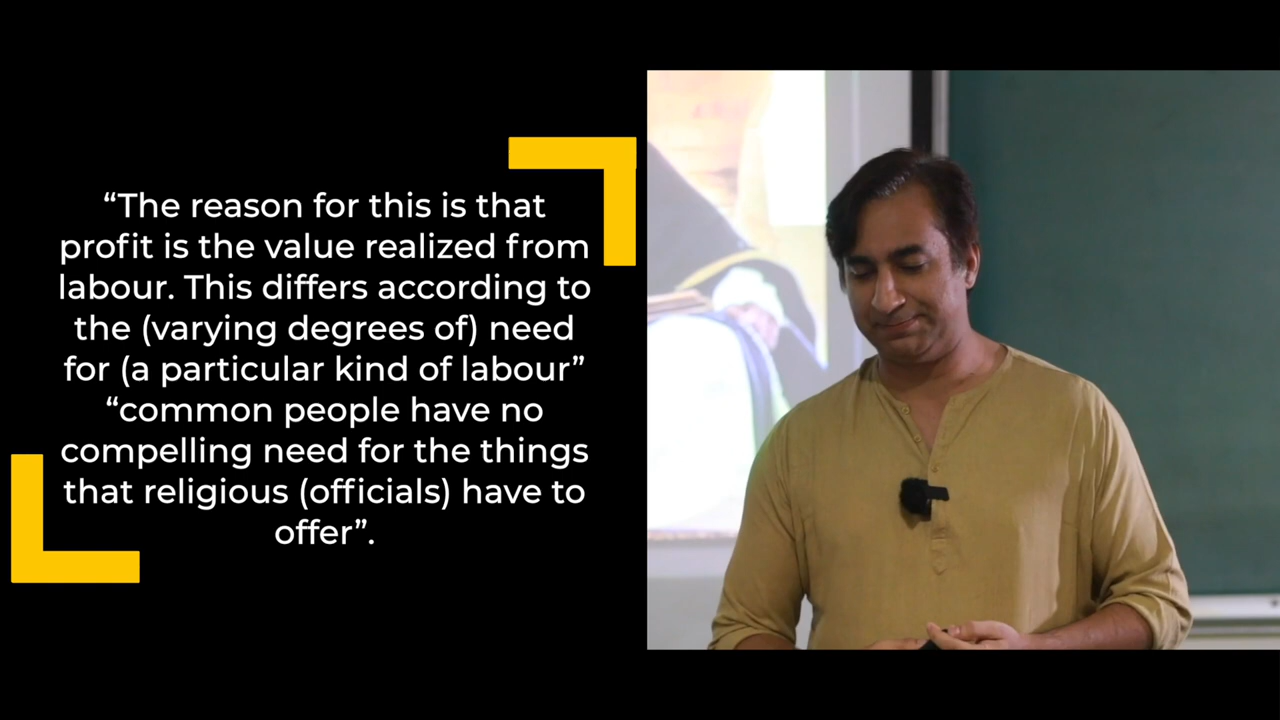 “The reason for this is that
profit is the value realized from
labour. This differs according to
the (varying degrees of) need
for (a particular kind of labour”
“common people have no
compelling need for the things
that religious (officials) have to
offer”.